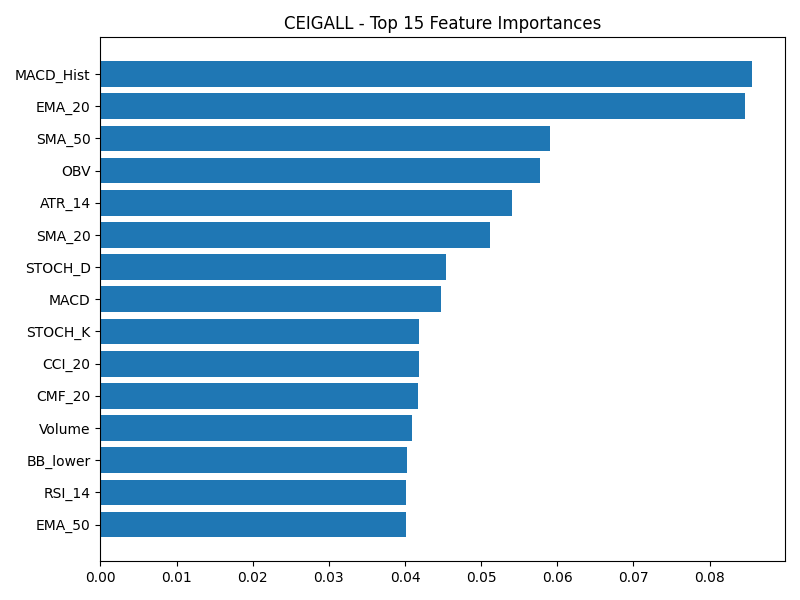 CEIGALL - Top 15 Feature Importances
MACD_Hist
EMA_20
SMA_50
OBV
ATR_14
SMA_20
STOCH_D
MACD
STOCH_K
CCI_20
CMF_20
Volume
BB_lower
RSI_14
EMA_50
0.00 0.01 0.02 0.03 0.04 0.05 0.06 0.07 0.08